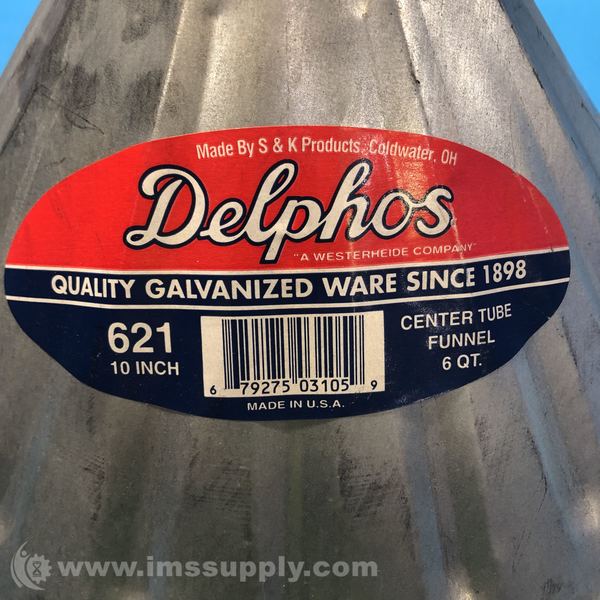 Made By S & K Products, Coldwater, OH
Delphos
"A WESTERHEIDE COMPANY"
QUALITY GALVANIZED WARE SINCE 1898
621
10 INCH
6 79275 03105 9
MADE IN U.S.A.
CENTER TUBE
FUNNEL
6 QT.
www.imssupply.com